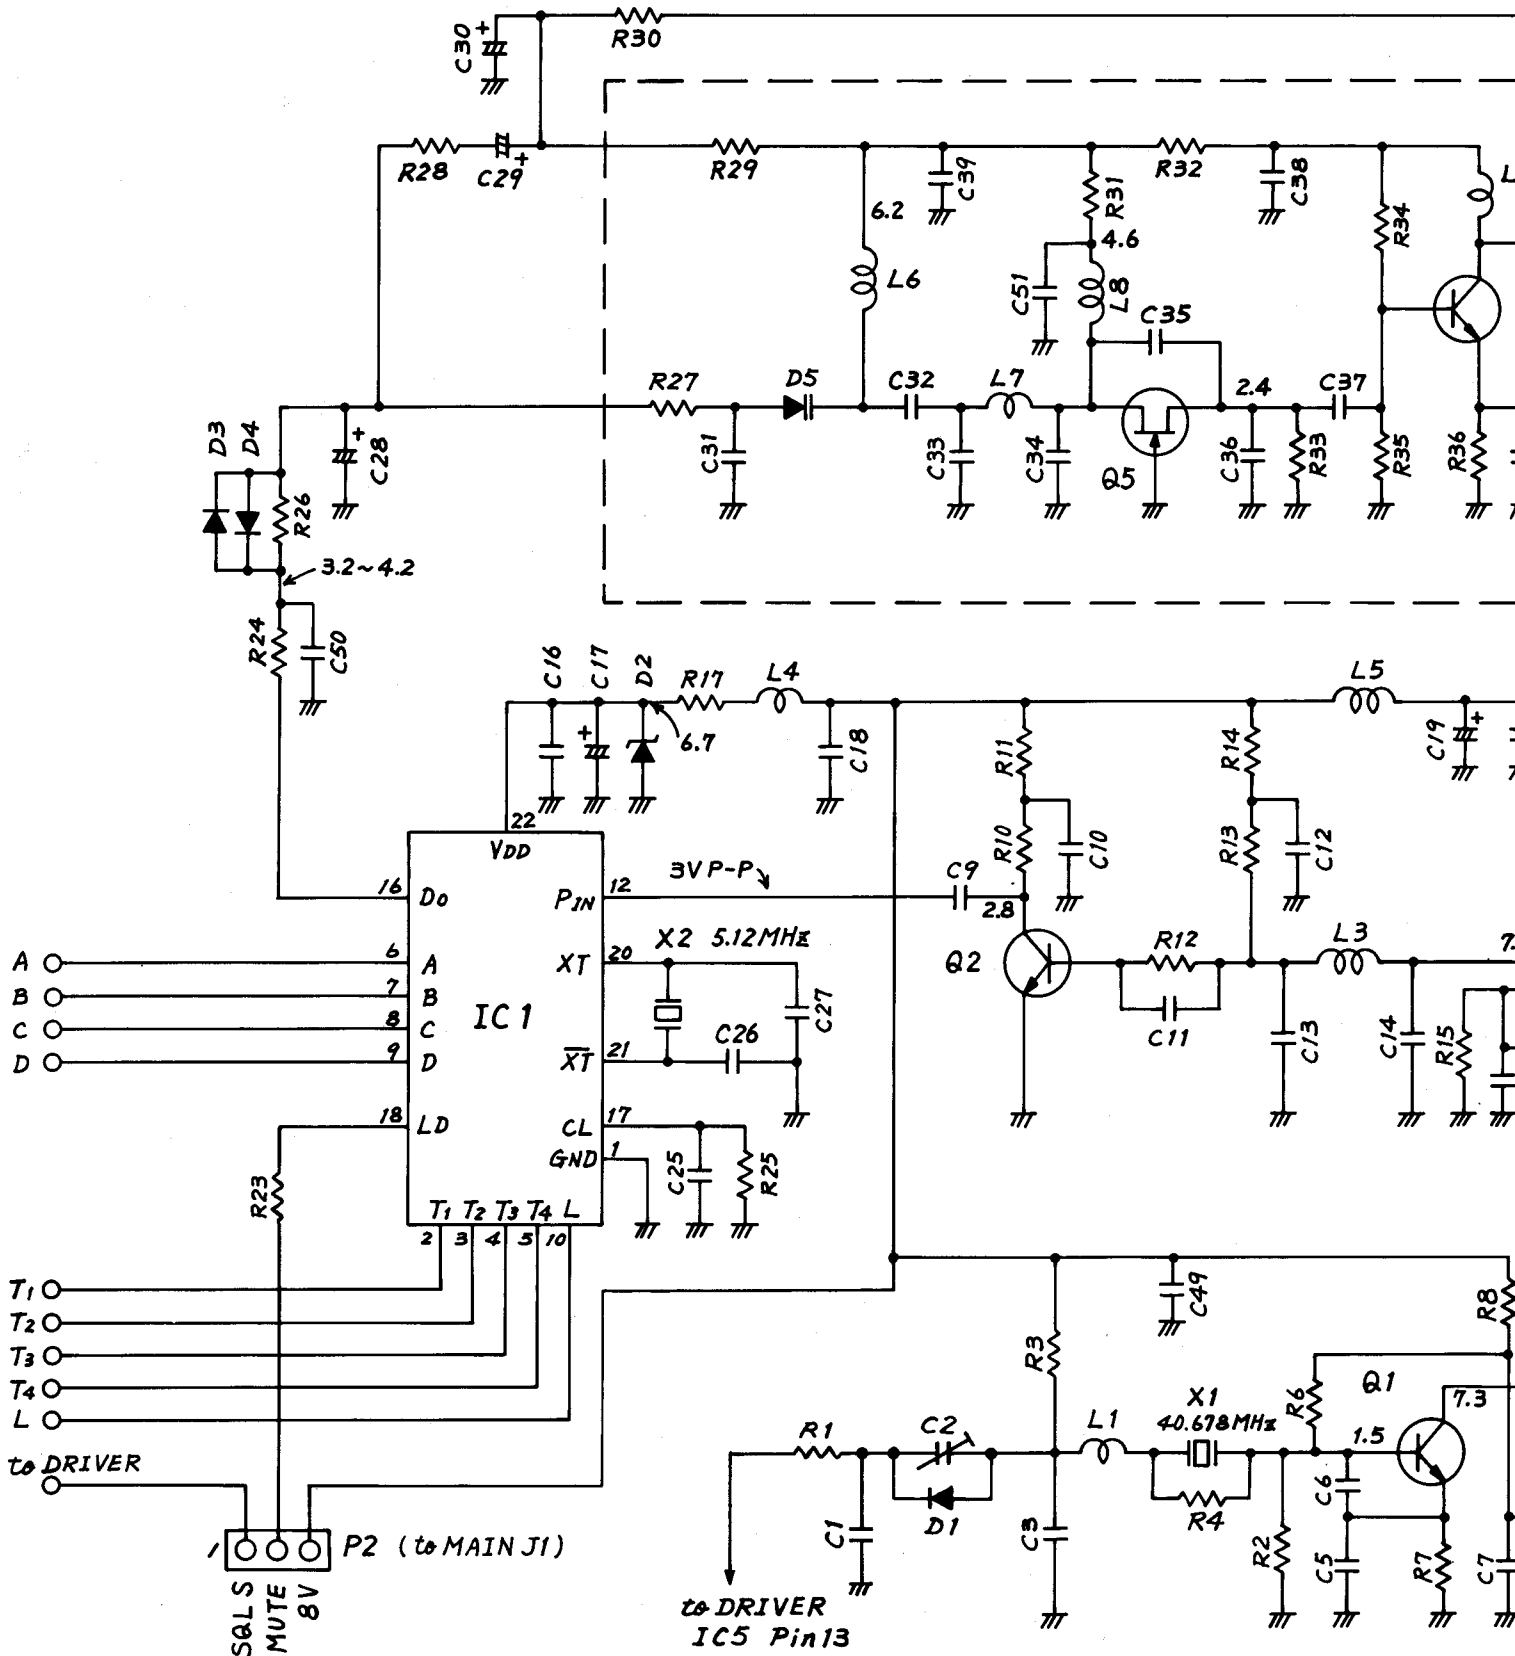 C30 +
R30
R28
C29 +
R29
C39
R31
R32
C38
R34
L
6.2
4.6
L6
C51
L8
C35
R27
D5
C32
L7
2.4
C37
D3
D4
+
C28
C31
C33
C34
Q5
C36
R33
R35
R36
R26
3.2~4.2
R24
C50
C16
C17
D2
R17
L4
L5
+
6.7
C18
R11
R14
C19 +
22
VDD
R10
C10
R13
C12
3V P-P
C9
16
DO
PIN
12
2.8
X2 5.12MHz
Q2
R12
L3
7.
A
6
A
XT
20
B
7
B
IC1
C
8
C
C26
C27
C11
C13
C14
R15
D
9
D
X̅T̅
21
18
LD
CL
17
GND
1
C25
R25
R23
T1 T2 T3 T4 L
2 3 4 5 10
T1
T2
T3
T4
L
C49
R8
R3
R6
Q1
7.3
X1
40.678MHz
1.5
R1
C2
L1
to DRIVER
D1
R4
C6
C1
C3
R2
C5
R7
C7
1
P2 (to MAIN J1)
SQLS
MUTE
8V
to DRIVER
IC5 Pin13